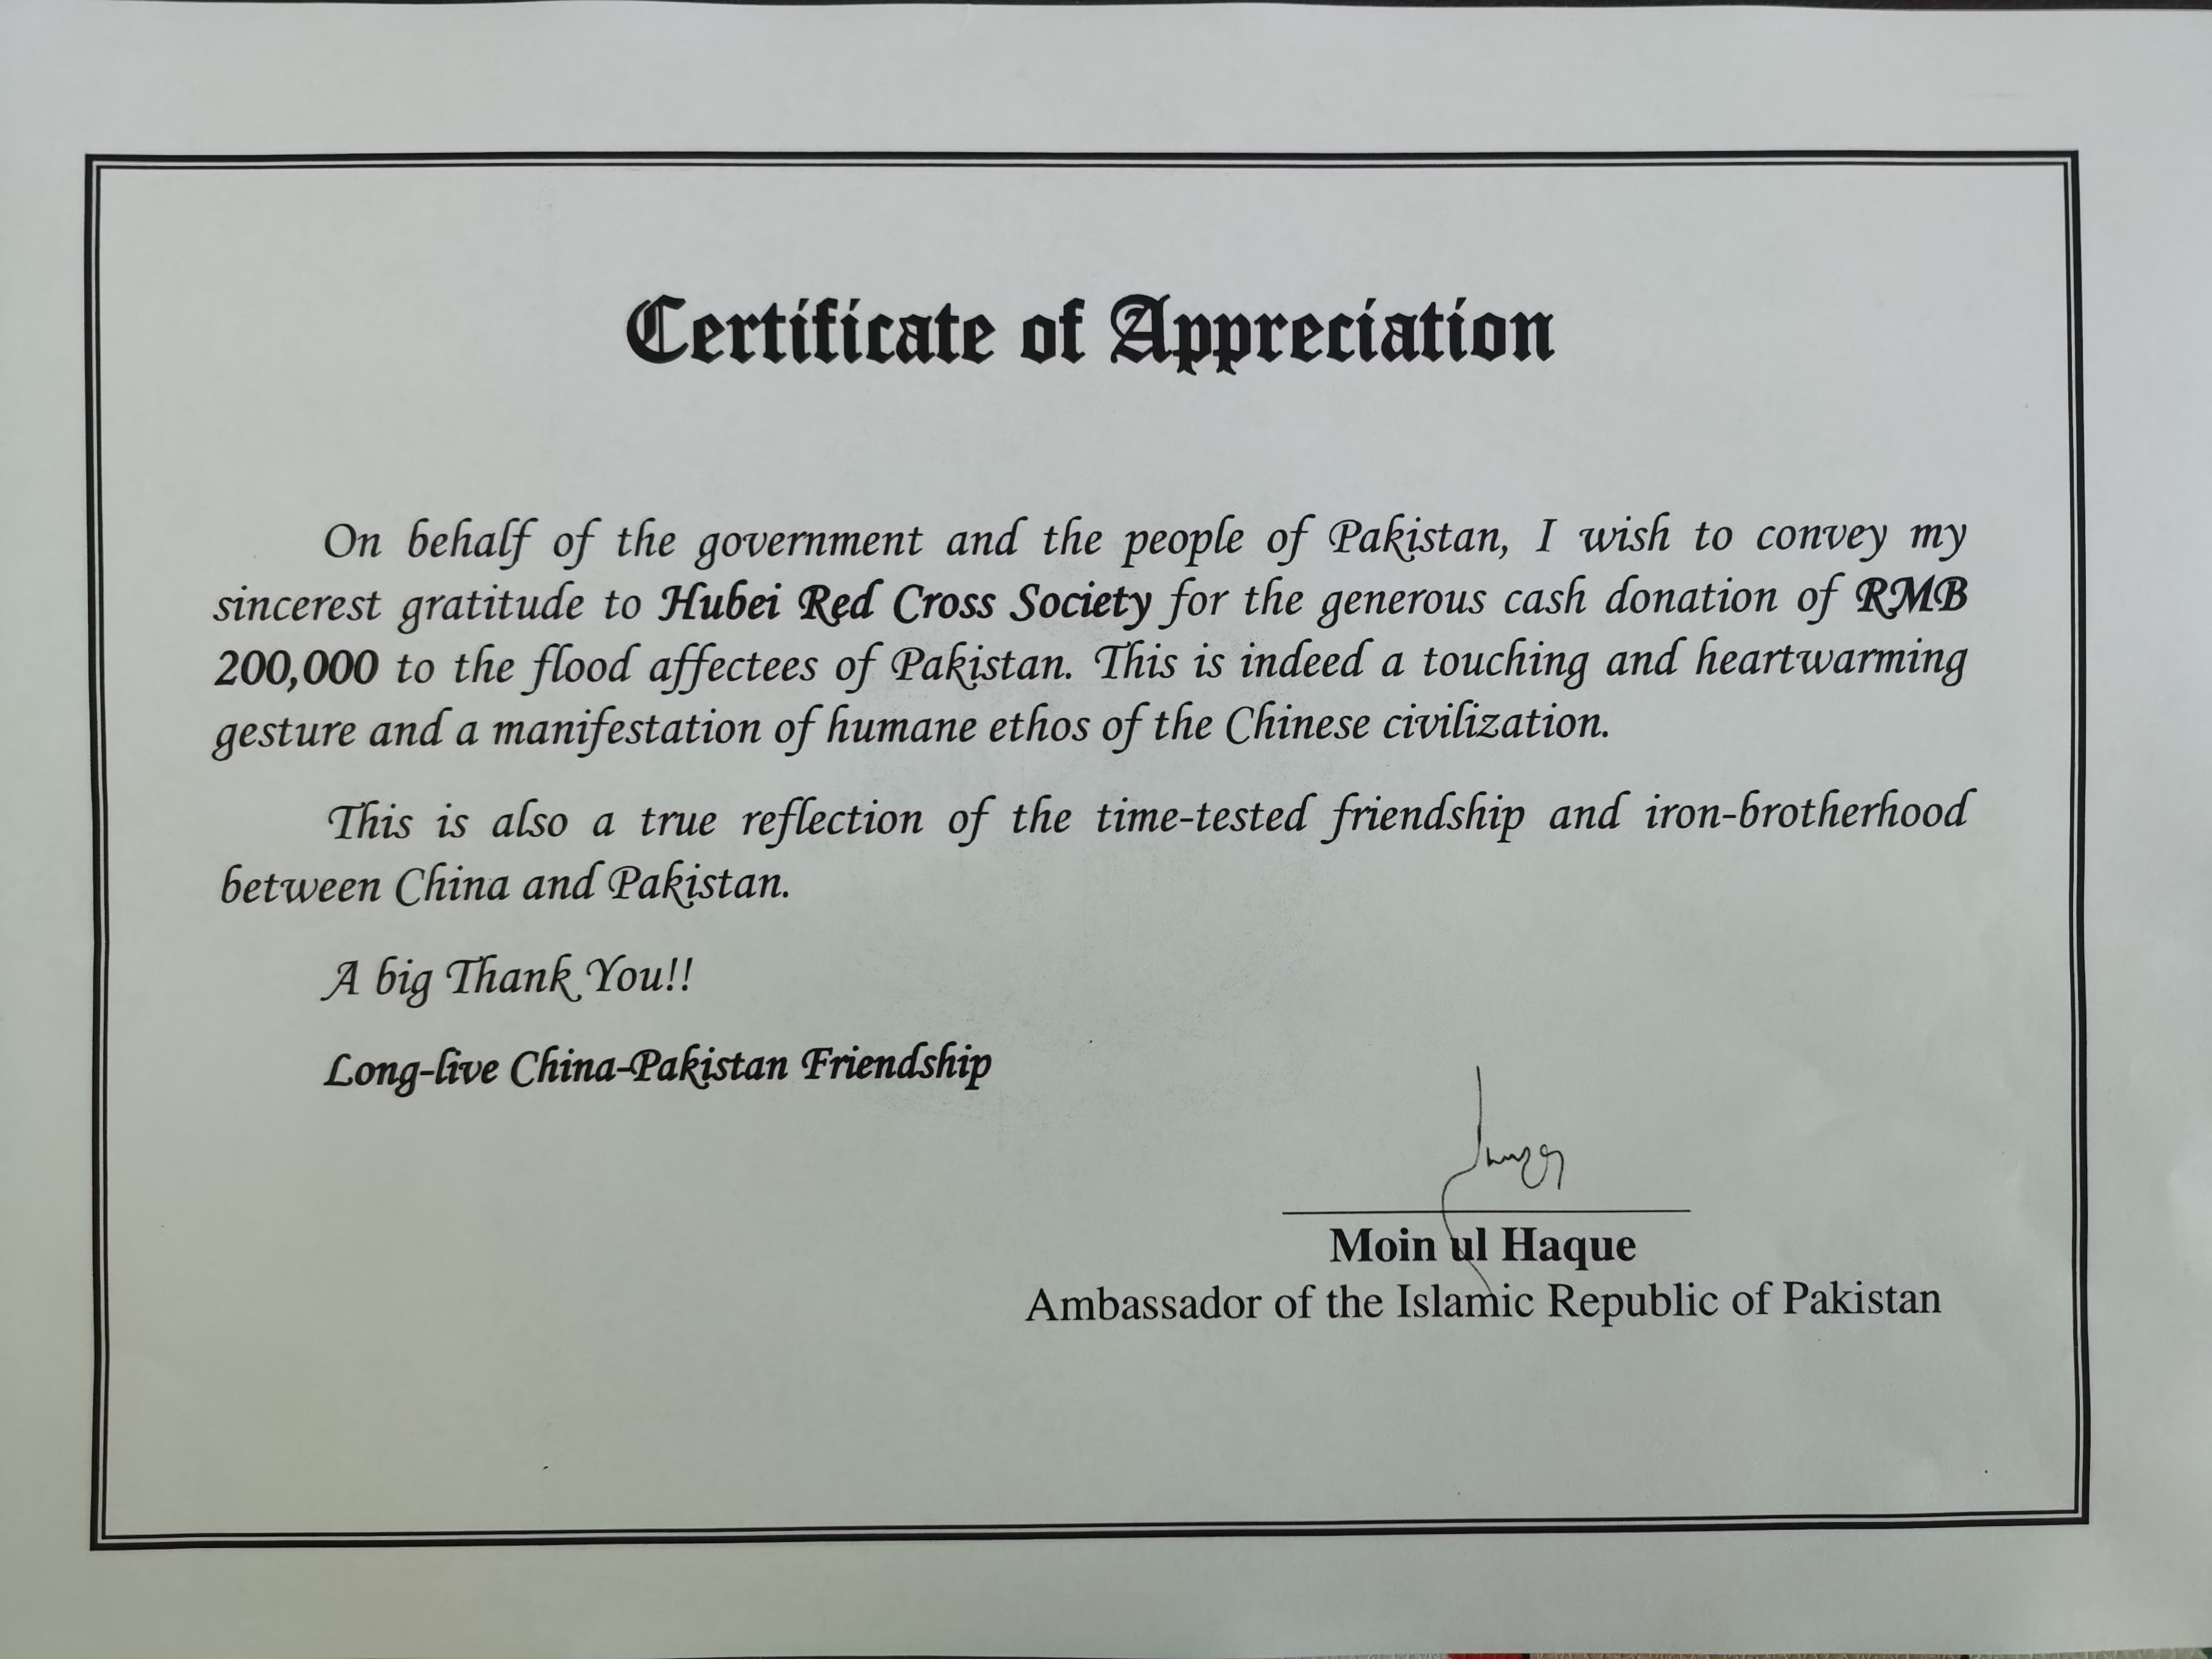 Certificate of Appreciation
On behalf of the government and the people of Pakistan, I wish to convey my
sincerest gratitude to Hubei Red Cross Society for the generous cash donation of RMB
200,000 to the flood affectees of Pakistan. This is indeed a touching and heartwarming
gesture and a manifestation of humane ethos of the Chinese civilization.
This is also a true reflection of the time-tested friendship and iron-brotherhood
between China and Pakistan.
A big Thank You!!
Long-live China-Pakistan Friendship
Moin ul Haque
Ambassador of the Islamic Republic of Pakistan